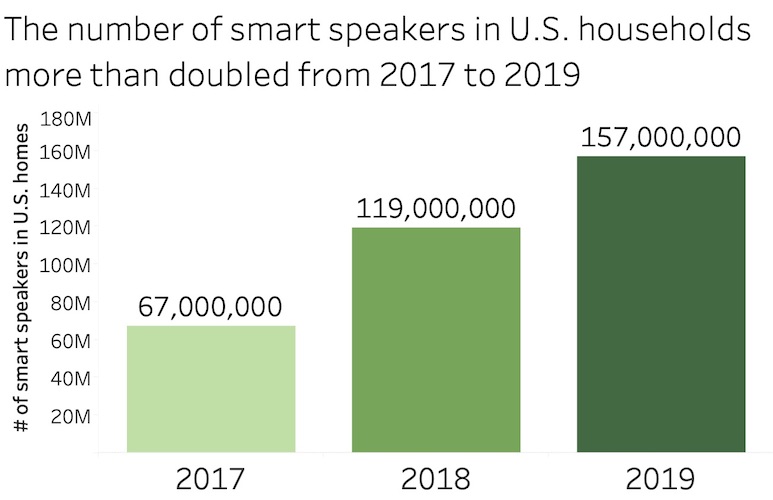 The number of smart speakers in U.S. households
more than doubled from 2017 to 2019
# of smart speakers in U.S. homes
180M
160M
140M
120M
100M
80M
60M
40M
20M
67,000,000
119,000,000
157,000,000
2017
2018
2019